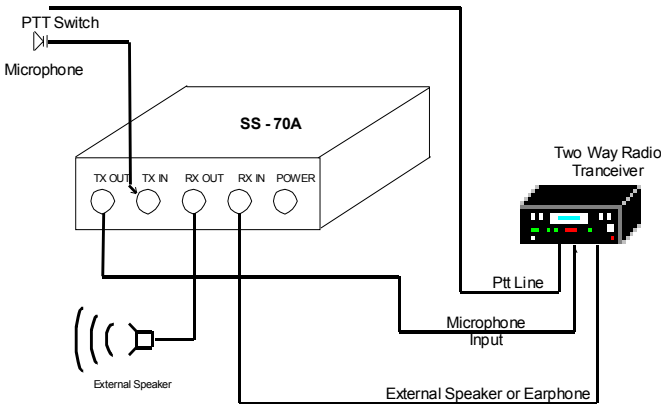 PTT Switch
Microphone
SS - 70A
TX OUT TX IN RX OUT RX IN POWER
Two Way Radio
Tranceiver
Ptt Line
Microphone
Input
External Speaker
External Speaker or Earphone